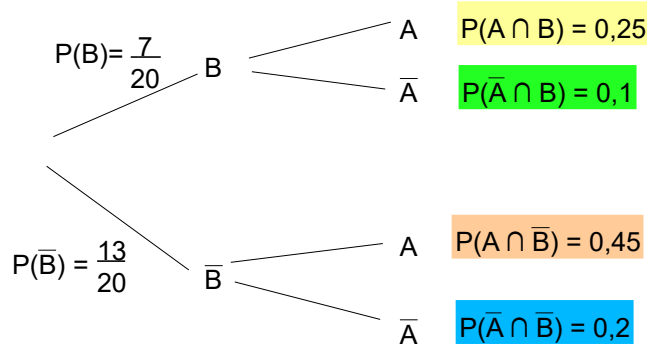 A P(A ∩ B) = 0,25
P(B)= 7/20 B
A̅ P(A̅ ∩ B) = 0,1
A P(A ∩ B̅) = 0,45
P(B̅) = 13/20 B̅
A̅ P(A̅ ∩ B̅) = 0,2